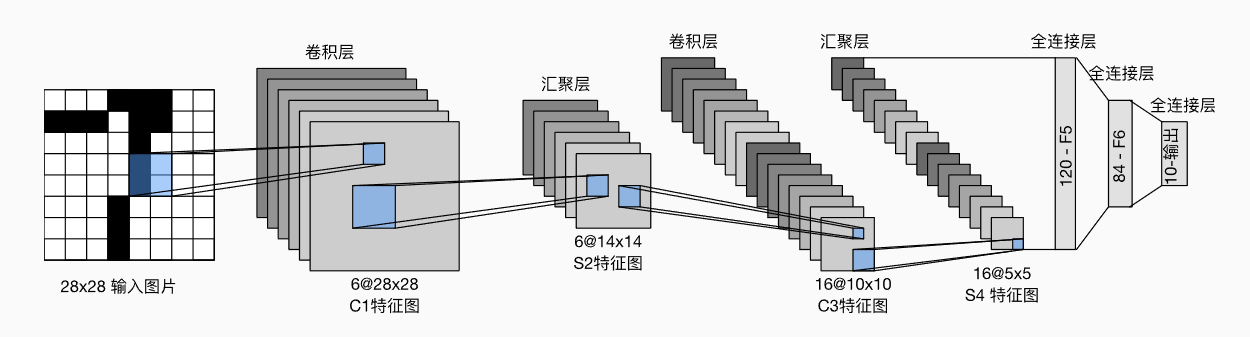 28x28 输入图片
卷积层
6@28x28
C1特征图
汇聚层
6@14x14
S2特征图
卷积层
16@10x10
C3特征图
汇聚层
16@5x5
S4 特征图
全连接层
120 - F5
全连接层
84 - F6
全连接层
10-输出